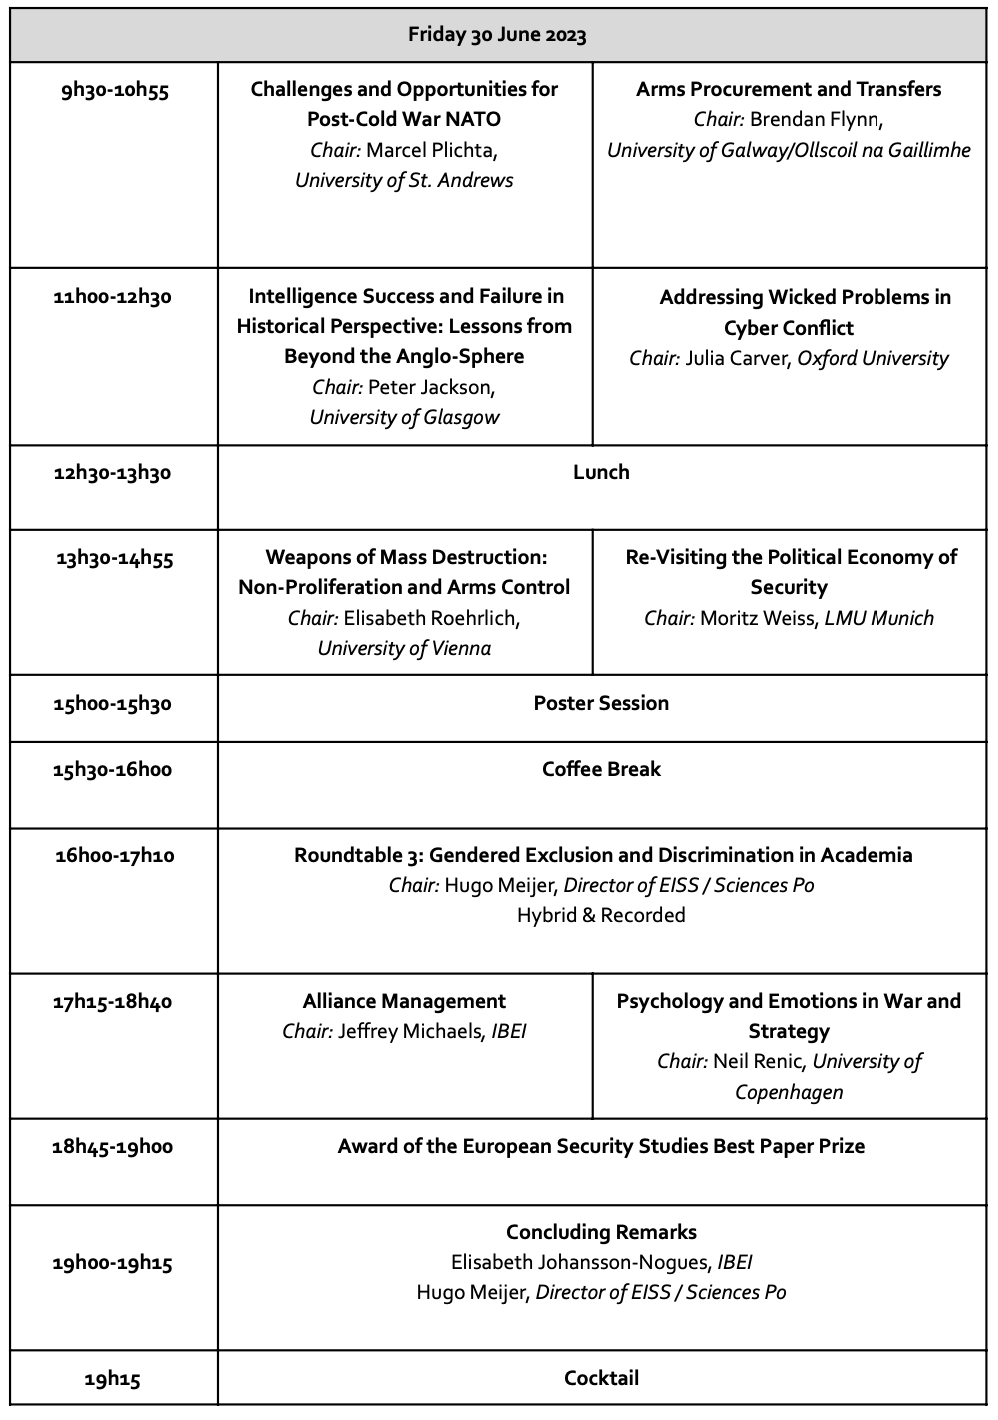 Friday 30 June 2023
9h30-10h55
Challenges and Opportunities for
Post-Cold War NATO
Chair: Marcel Plichta,
University of St. Andrews
Arms Procurement and Transfers
Chair: Brendan Flynn,
University of Galway/Ollscoil na Gaillimhe
11h00-12h30
Intelligence Success and Failure in
Historical Perspective: Lessons from
Beyond the Anglo-Sphere
Chair: Peter Jackson,
University of Glasgow
Addressing Wicked Problems in
Cyber Conflict
Chair: Julia Carver, Oxford University
12h30-13h30
Lunch
13h30-14h55
Weapons of Mass Destruction:
Non-Proliferation and Arms Control
Chair: Elisabeth Roehrlich,
University of Vienna
Re-Visiting the Political Economy of
Security
Chair: Moritz Weiss, LMU Munich
15h00-15h30
Poster Session
15h30-16h00
Coffee Break
16h00-17h10
Roundtable 3: Gendered Exclusion and Discrimination in Academia
Chair: Hugo Meijer, Director of EISS / Sciences Po
Hybrid & Recorded
17h15-18h40
Alliance Management
Chair: Jeffrey Michaels, IBEI
Psychology and Emotions in War and
Strategy
Chair: Neil Renic, University of
Copenhagen
18h45-19h00
Award of the European Security Studies Best Paper Prize
19h00-19h15
Concluding Remarks
Elisabeth Johansson-Nogues, IBEI
Hugo Meijer, Director of EISS / Sciences Po
19h15
Cocktail